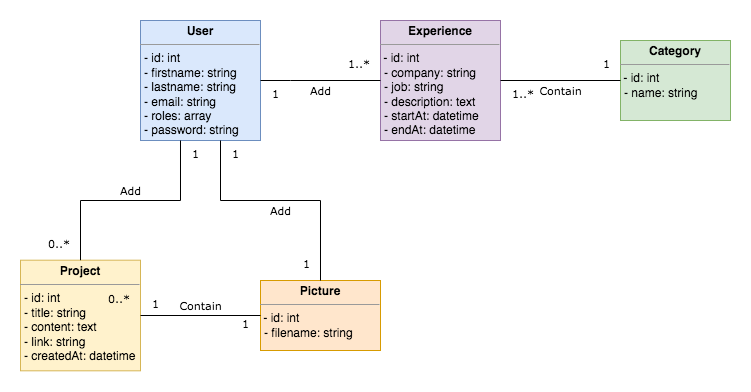 User
- id: int
- firstname: string
- lastname: string
- email: string
- roles: array
- password: string
Experience
- id: int
- company: string
- job: string
- description: text
- startAt: datetime
- endAt: datetime
Category
- id: int
- name: string
1
Add
1..*
1..*
Contain
1
1
Add
0..*
1
Add
1
Project
- id: int
0..*
- title: string
- content: text
- link: string
- createdAt: datetime
1
Contain
1
Picture
- id: int
- filename: string